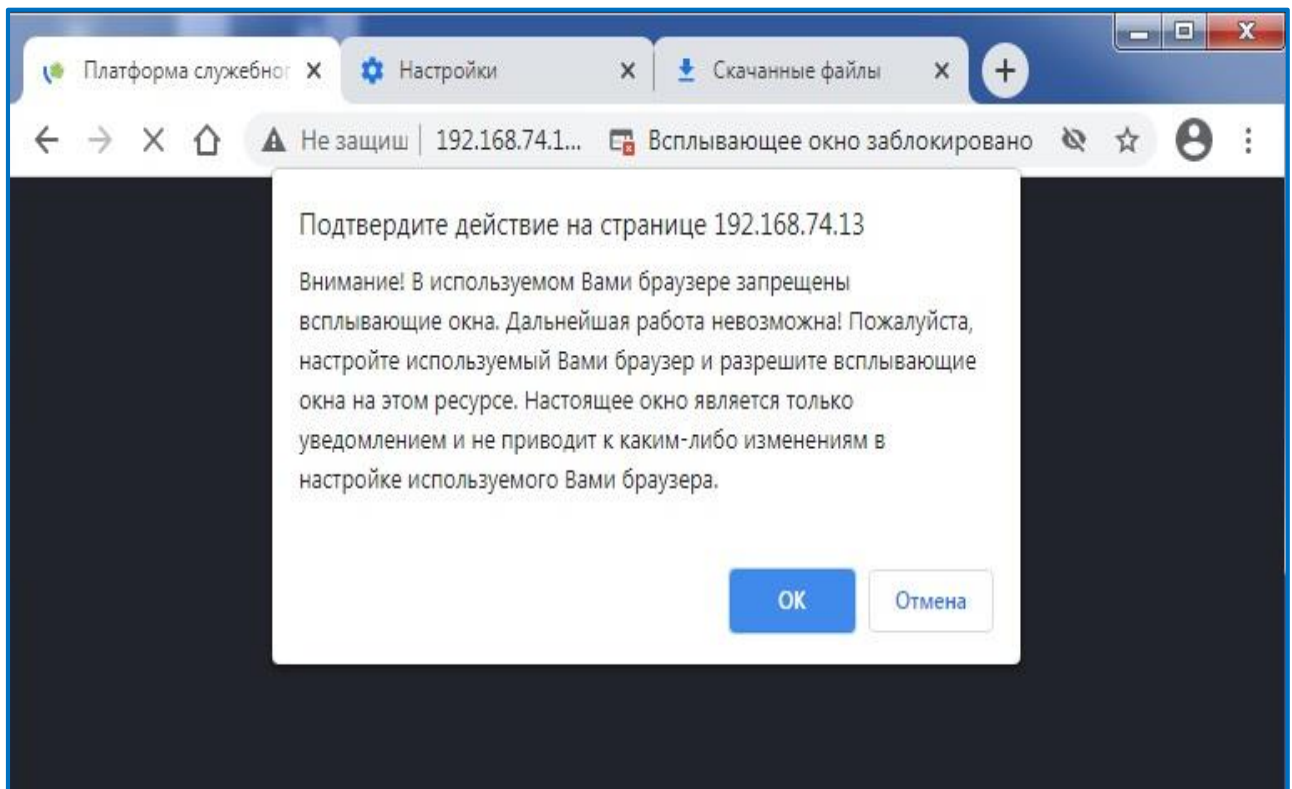 Платформа служебног
Настройки
Скачанные файлы
Не защищ | 192.168.74.1... Всплывающее окно заблокировано
Подтвердите действие на странице 192.168.74.13
Внимание! В используемом Вами браузере запрещены
всплывающие окна. Дальнейшая работа невозможна! Пожалуйста,
настройте используемый Вами браузер и разрешите всплывающие
окна на этом ресурсе. Настоящее окно является только
уведомлением и не приводит к каким-либо изменениям в
настройке используемого Вами браузера.
ОК
Отмена